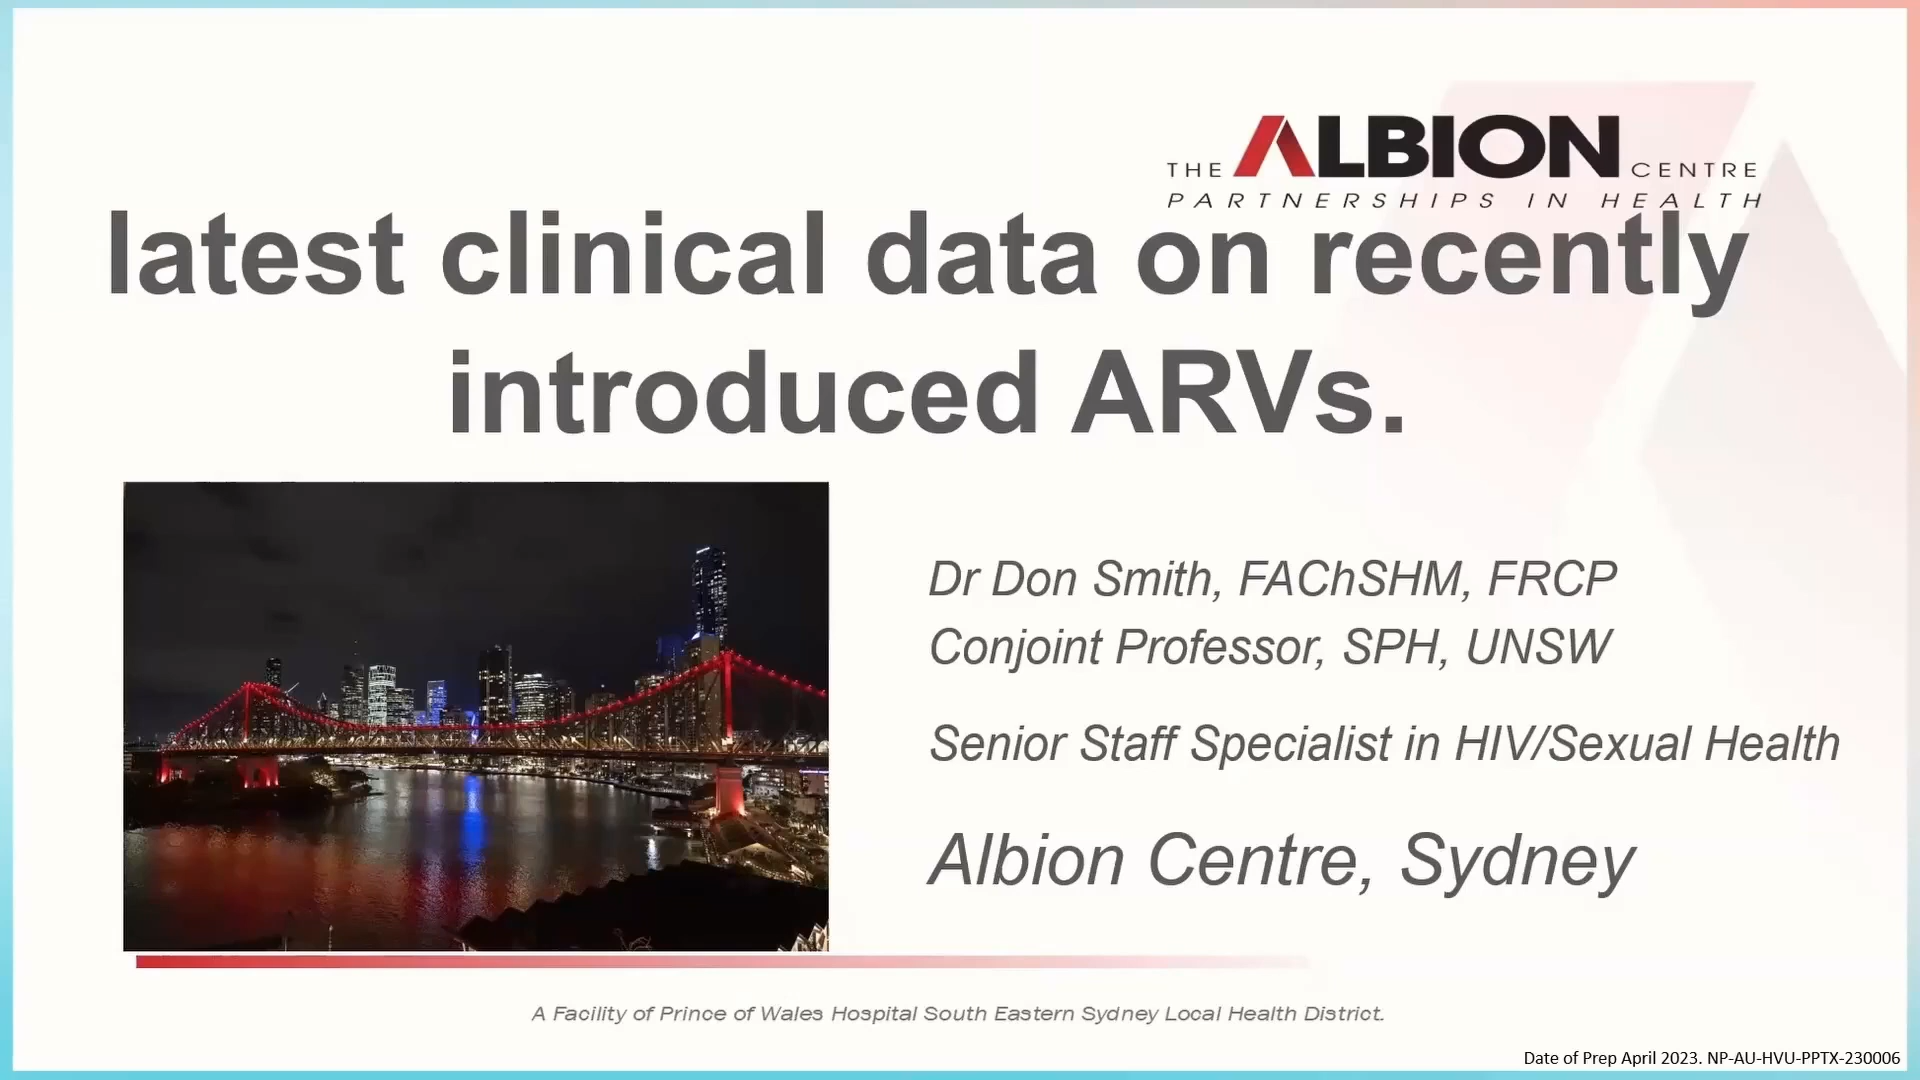 THE ALBION CENTRE
PARTNERSHIPS IN HEALTH
latest clinical data on recently
introduced ARVs.
Dr Don Smith, FAChSHM, FRCP
Conjoint Professor, SPH, UNSW
Senior Staff Specialist in HIV/Sexual Health
Albion Centre, Sydney
A Facility of Prince of Wales Hospital South Eastern Sydney Local Health District.
Date of Prep April 2023. NP-AU-HVU-PPTX-230006